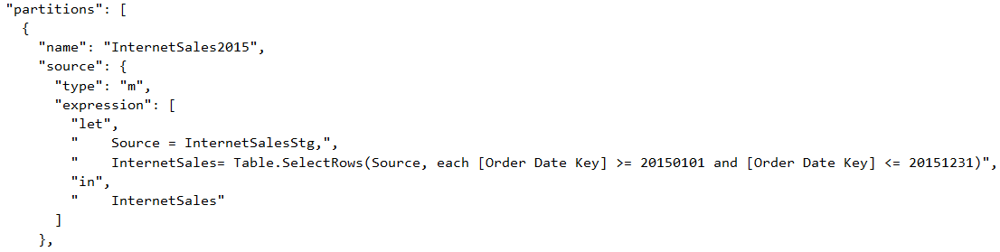 "partitions": [
  {
    "name": "InternetSales2015",
    "source": {
      "type": "m",
      "expression": [
        "let",
        "    Source = InternetSalesStg,",
        "    InternetSales= Table.SelectRows(Source, each [Order Date Key] >= 20150101 and [Order Date Key] <= 20151231)",
        "in",
        "    InternetSales"
      ]
    },